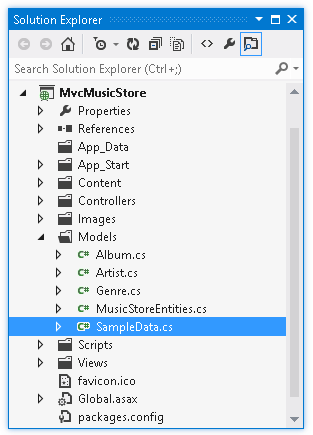 Solution Explorer
Search Solution Explorer (Ctrl+;)
MvcMusicStore
Properties
References
App_Data
App_Start
Content
Controllers
Images
Models
C# Album.cs
C# Artist.cs
C# Genre.cs
C# MusicStoreEntities.cs
C# SampleData.cs
Scripts
Views
favicon.ico
Global.asax
packages.config